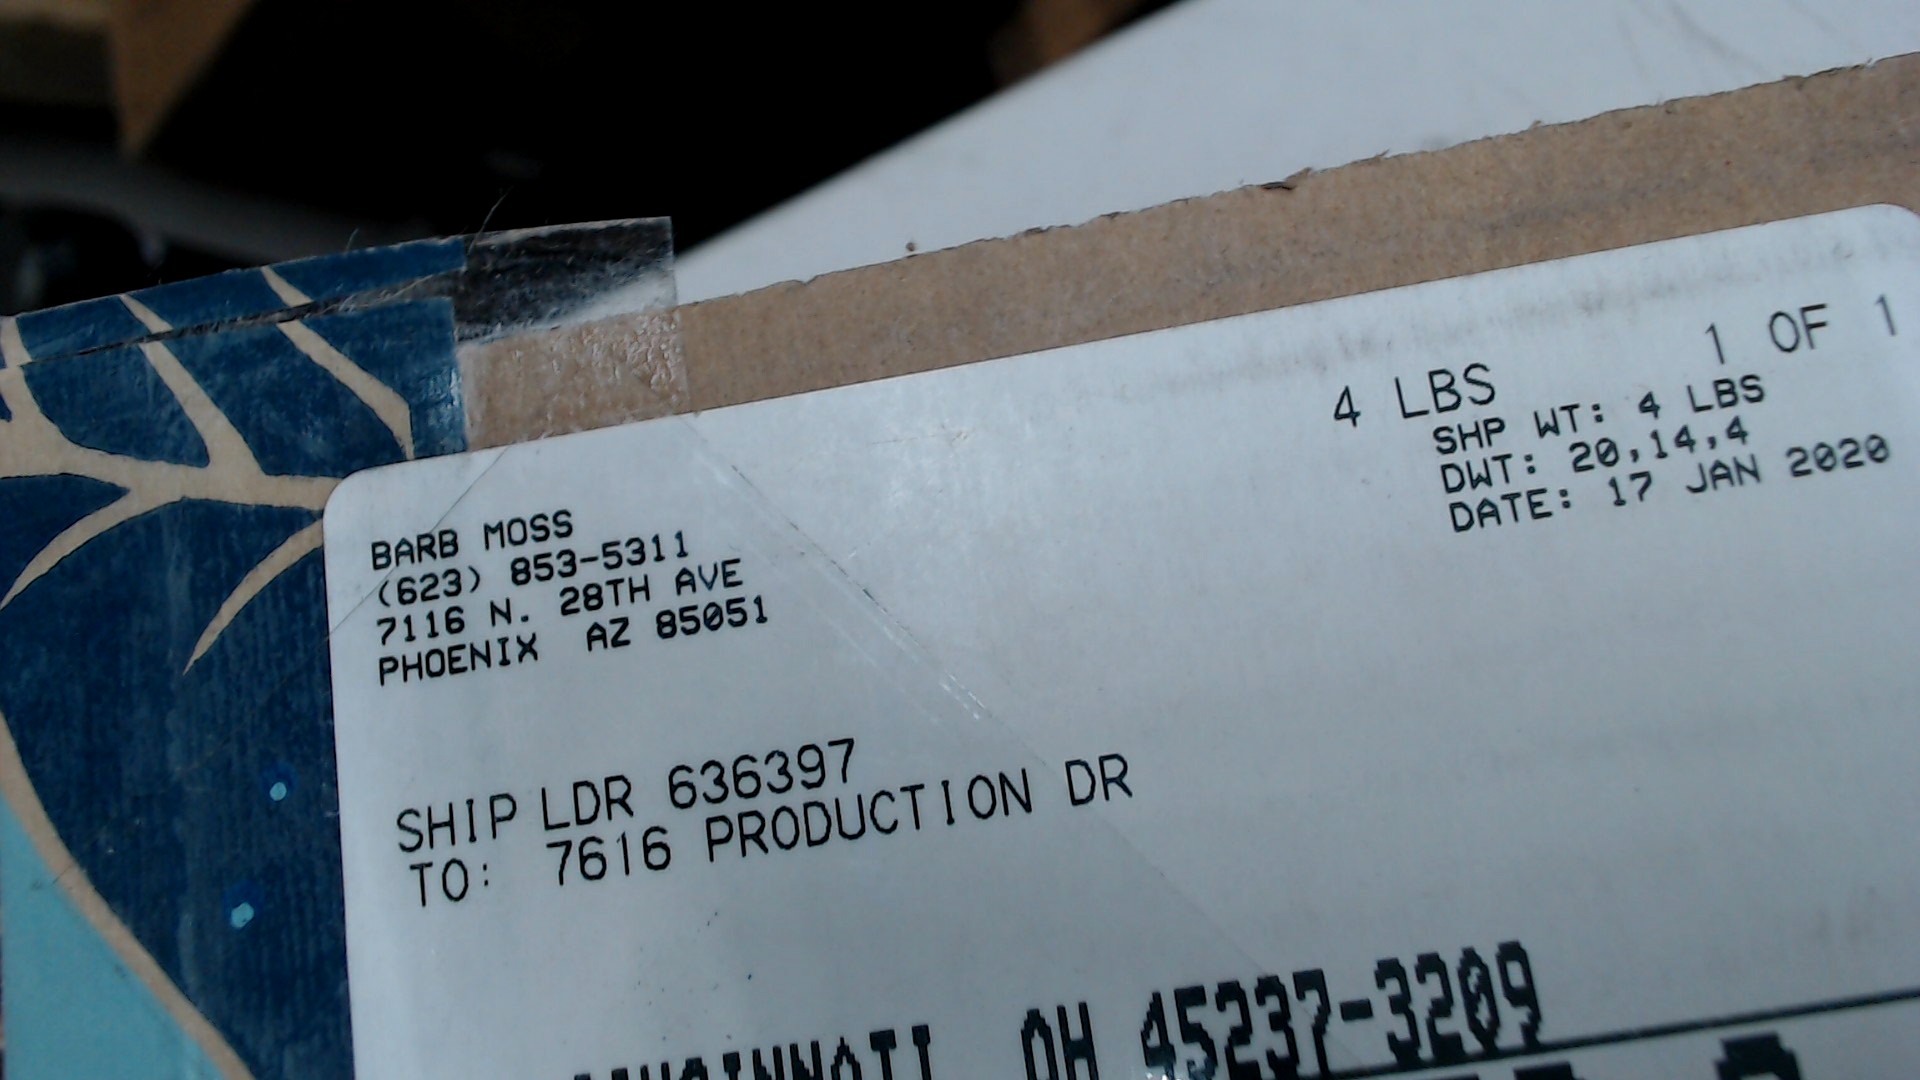 1 OF 1
4 LBS
SHP WT: 4 LBS
DWT: 20,14,4
DATE: 17 JAN 2020
BARB MOSS
(623) 853-5311
7116 N. 28TH AVE
PHOENIX AZ 85051
SHIP LDR 636397
TO: 7616 PRODUCTION DR
CINCINNATI OH 45237-3209